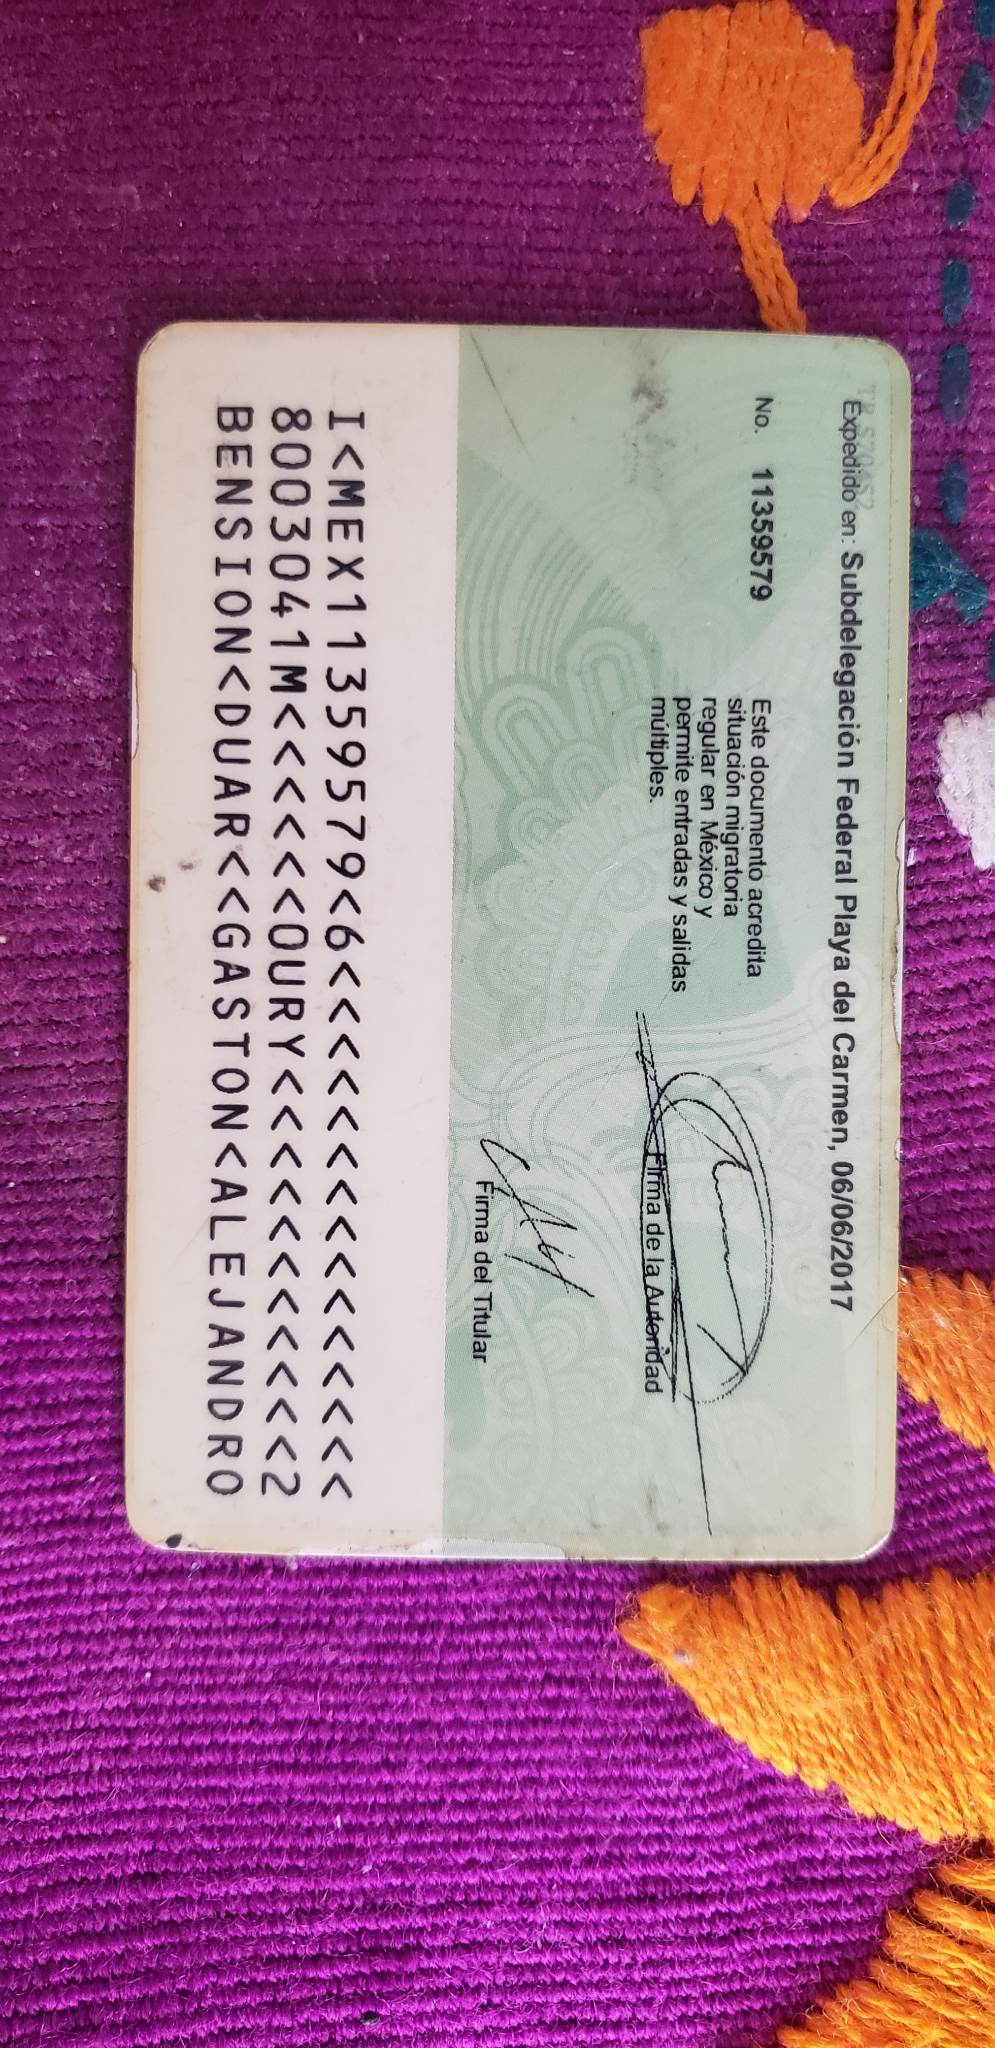 Expedido en: Subdelegación Federal Playa del Carmen, 06/06/2017
No. 11359579
Este documento acredita
situación migratoria
regular en México y
permite entradas y salidas
múltiples.
Firma de la Autoridad
Firma del Titular
I<MEX11359579<6<<<<<<<<<<<<<<<
8003041M<<<<<<<OURY<<<<<<<<<<<2
BENSION<DUAR<<GASTON<ALEJANDRO